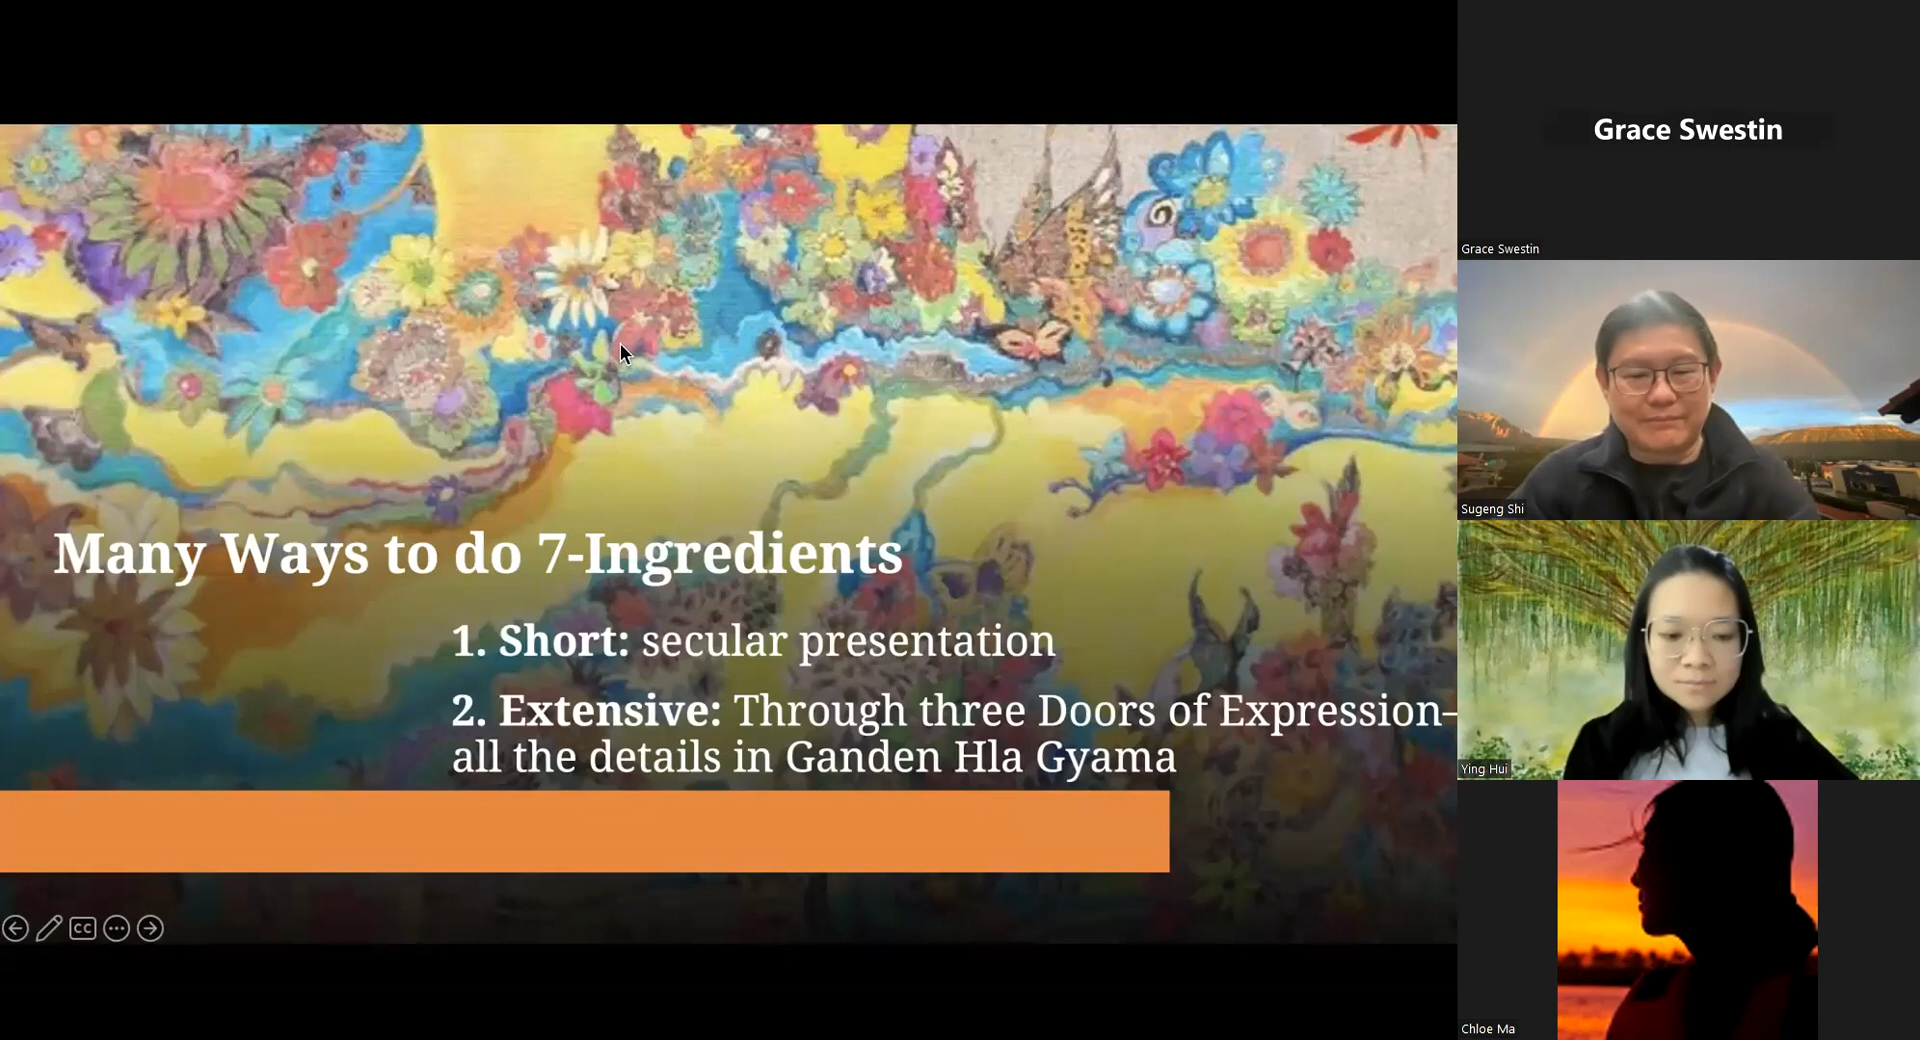 Many Ways to do 7-Ingredients
1. Short: secular presentation
2. Extensive: Through three Doors of Expression–
all the details in Ganden Hla Gyama
CC
Grace Swestin
Grace Swestin
Sugeng Shi
Ying Hui
Chloe Ma